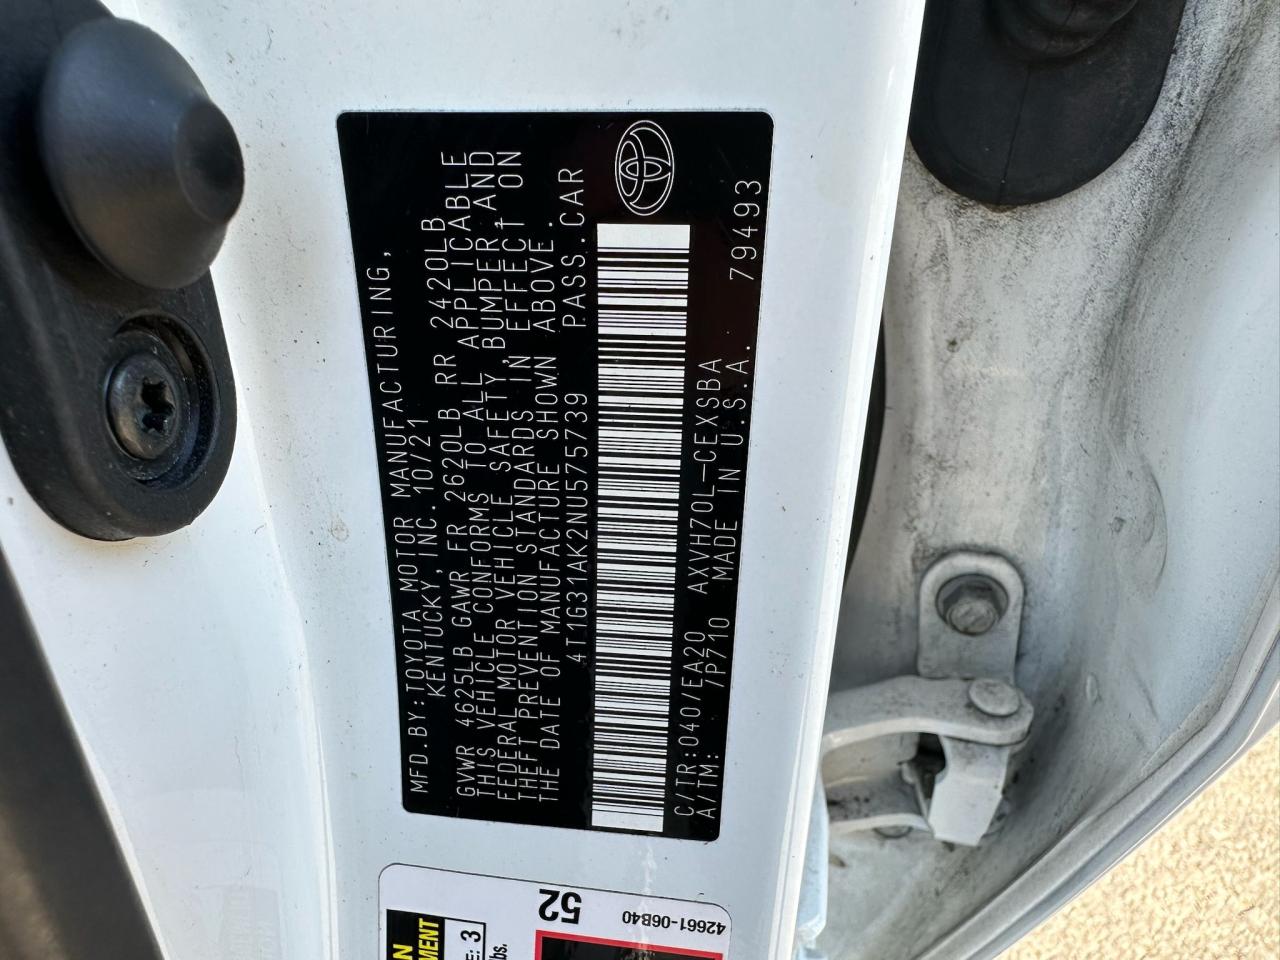 MFD.BY:TOYOTA MOTOR MANUFACTURING,
KENTUCKY,INC.10/21
GVWR 4625LB GAWR FR 2620LB RR 2420LB
THIS VEHICLE CONFORMS TO ALL APPLICABLE
FEDERAL MOTOR VEHICLE SAFETY,BUMPER,AND
THEFT PREVENTION STANDARDS IN EFFECT ON
THE DATE OF MANUFACTURE SHOWN ABOVE.
4T1G31AK2NU575739 PASS.CAR
C/TR:040/EA20 AXVH70L-CEXSBA 79493
A/TM: /P710 MADE IN U.S.A.
52
42661-06B40